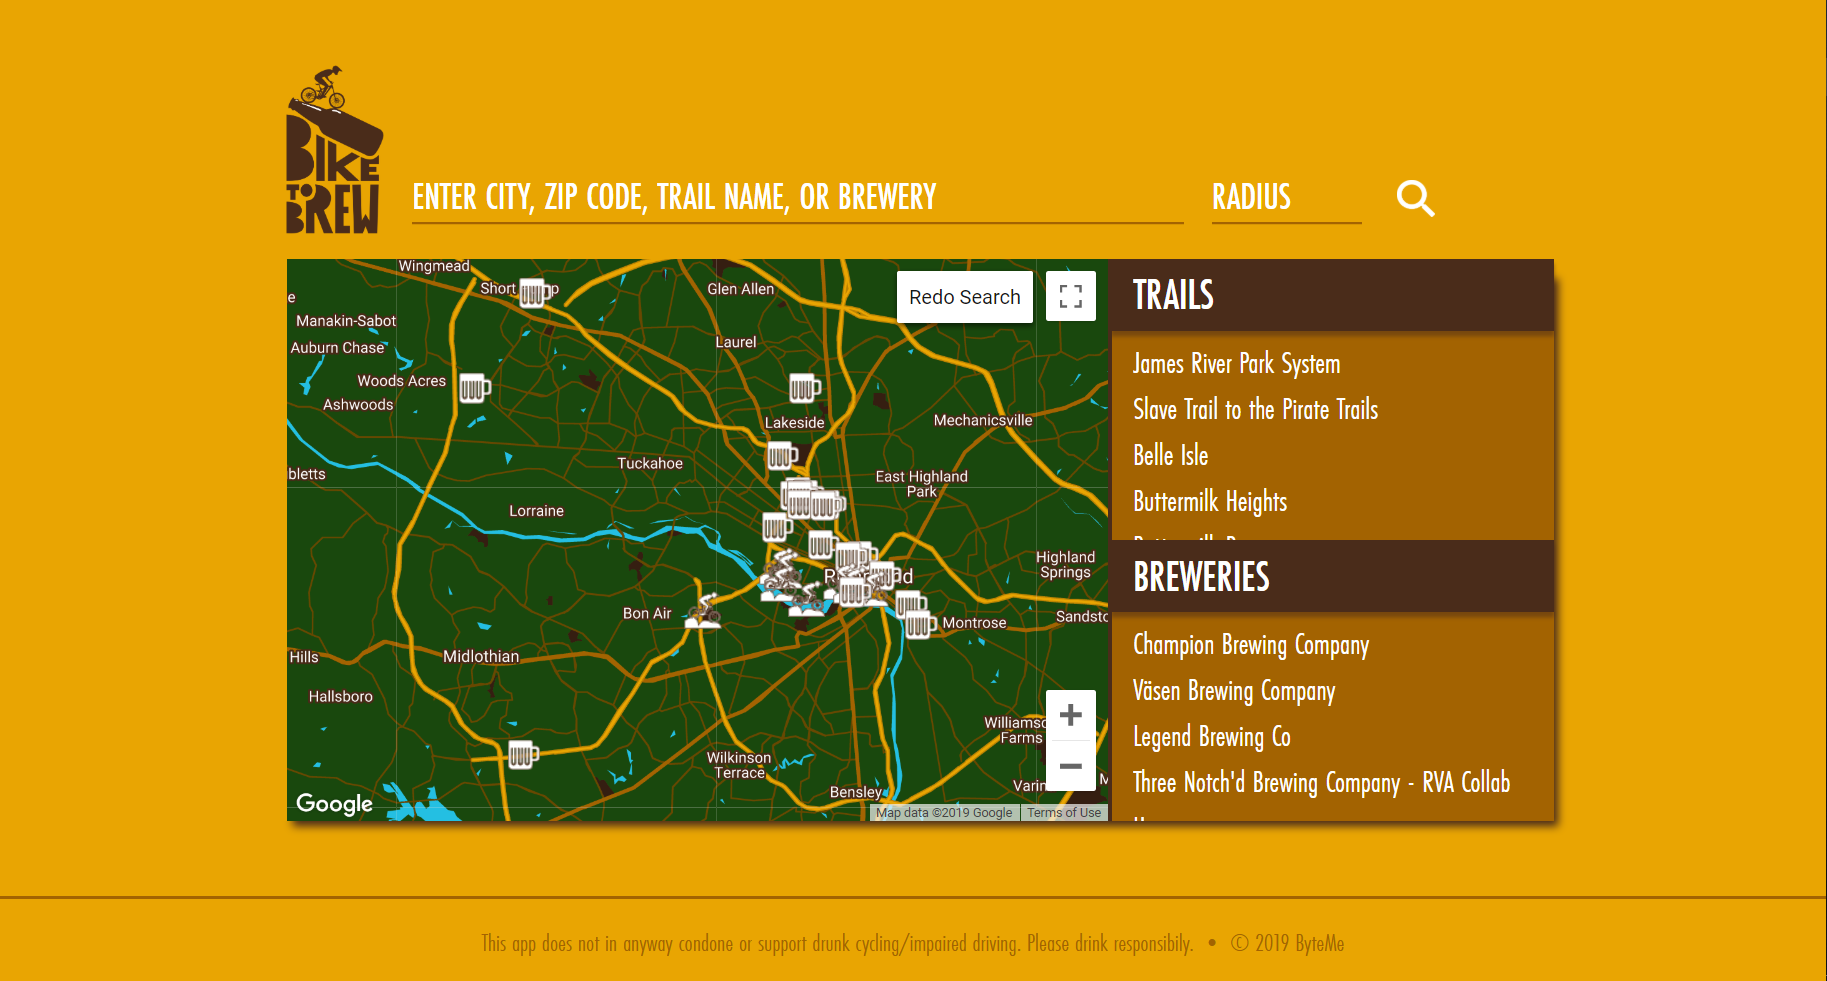 BIKE
TO
BREW
ENTER CITY, ZIP CODE, TRAIL NAME, OR BREWERY
RADIUS
Wingmead
Short
Glen Allen
Redo Search
Manakin-Sabot
Auburn Chase
Laurel
Woods Acres
Ashwoods
Lakeside
Mechanicsville
Tuckahoe
bletts
East Highland
Park
Lorraine
Highland
Springs
Bon Air
Montrose
Sandsto
Hills
Midlothian
Hallsboro
Williamsc
Farms
Wilkinson
Terrace
Varin
Bensley
Google
Map data ©2019 Google
Terms of Use
TRAILS
James River Park System
Slave Trail to the Pirate Trails
Belle Isle
Buttermilk Heights
BREWERIES
Champion Brewing Company
Väsen Brewing Company
Legend Brewing Co
Three Notch'd Brewing Company - RVA Collab
This app does not in anyway condone or support drunk cycling/impaired driving. Please drink responsibily. • © 2019 ByteMe